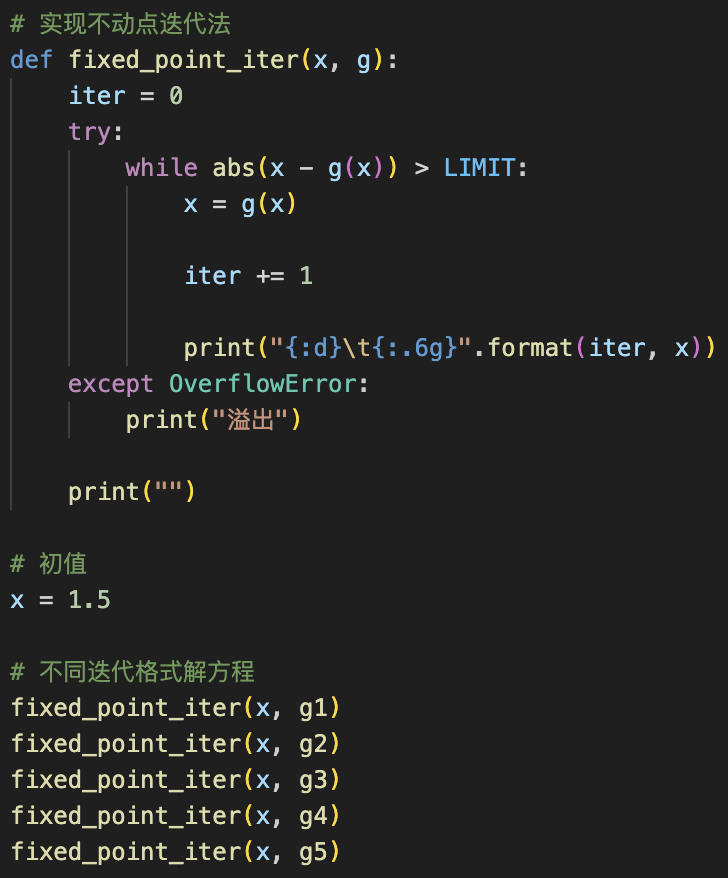 # 实现不动点迭代法
def fixed_point_iter(x, g):
    iter = 0
    try:
        while abs(x - g(x)) > LIMIT:
            x = g(x)

            iter += 1

            print("{:d}\t{:.6g}".format(iter, x))
    except OverflowError:
        print("溢出")

    print("")

# 初值
x = 1.5

# 不同迭代格式解方程
fixed_point_iter(x, g1)
fixed_point_iter(x, g2)
fixed_point_iter(x, g3)
fixed_point_iter(x, g4)
fixed_point_iter(x, g5)